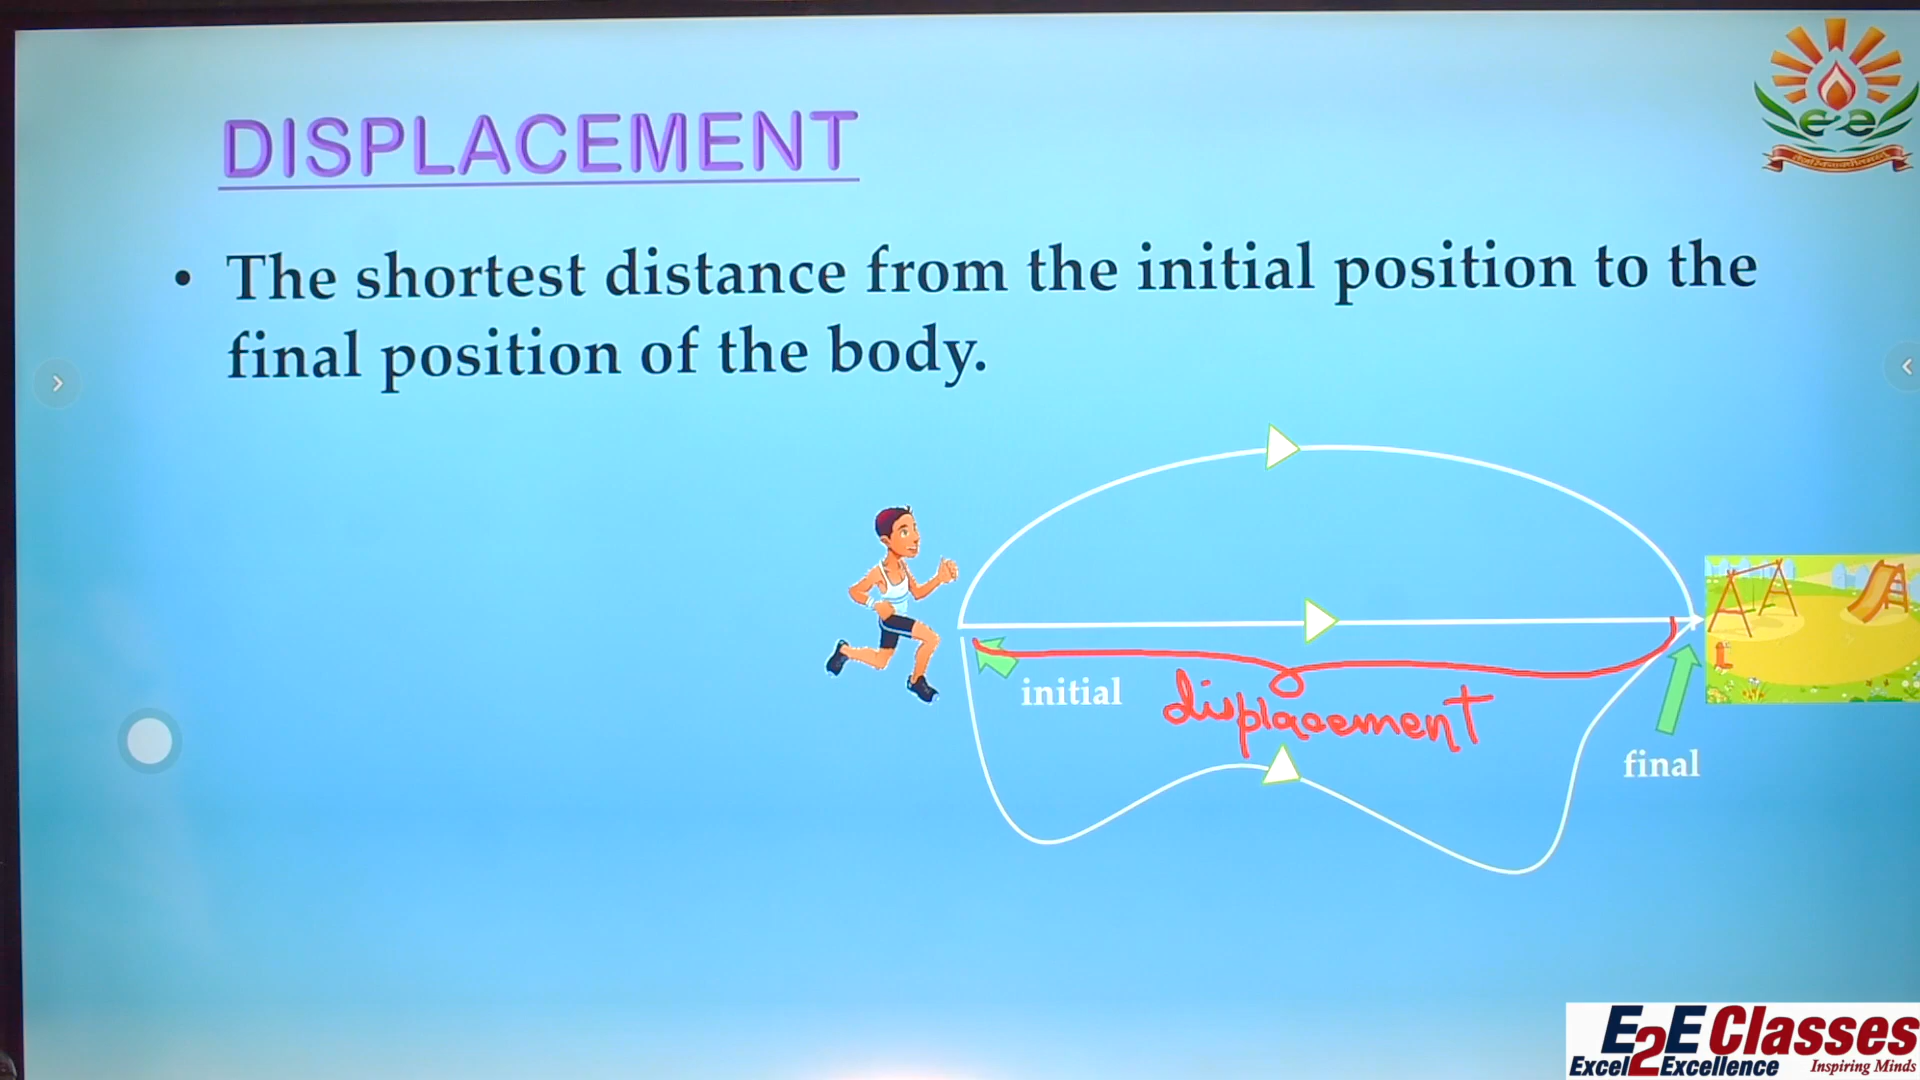 DISPLACEMENT
• The shortest distance from the initial position to the
final position of the body.
initial
displacement
final
e2e
E2E Classes
Excel2Excellence Inspiring Minds